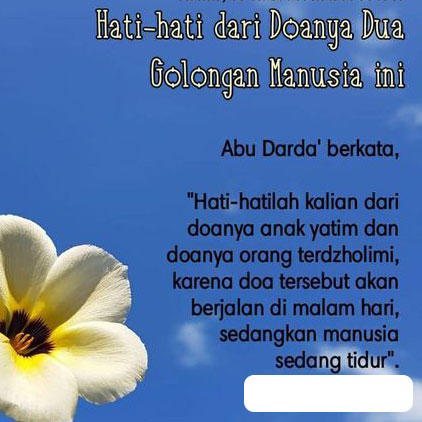 Hati-hati dari Doanya Dua
Golongan Manusia ini
Abu Darda' berkata,
"Hati-hatilah kalian dari
doanya anak yatim dan
doanya orang terdzholimi,
karena doa tersebut akan
berjalan di malam hari,
sedangkan manusia
sedang tidur".